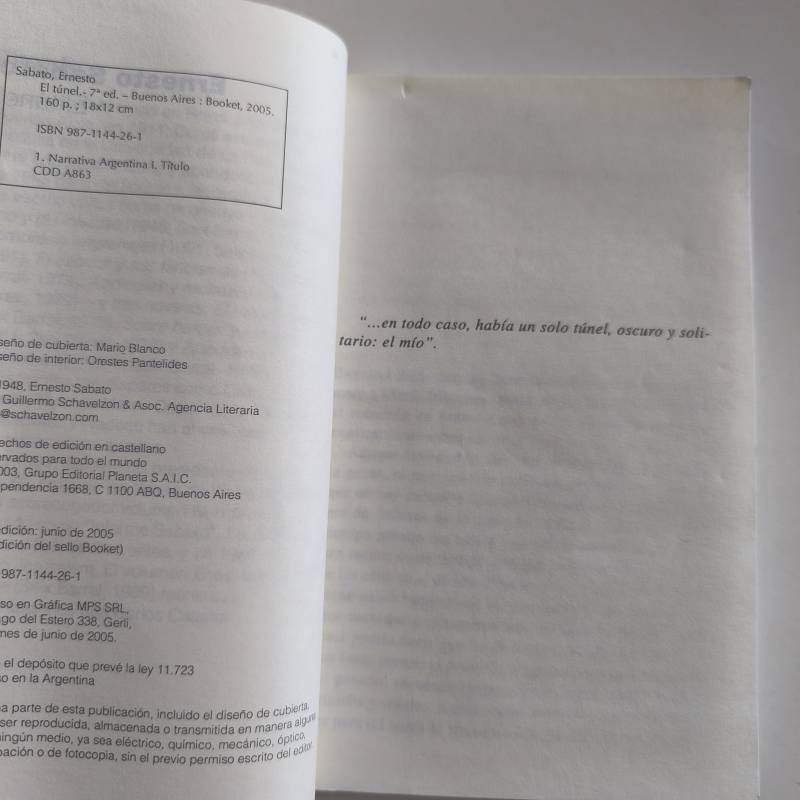 Sabato, Ernesto
El túnel.- 7ª ed. – Buenos Aires : Booket, 2005.
160 p. ; 18x12 cm
ISBN 987-1144-26-1
1. Narrativa Argentina I. Título
CDD A863
seño de cubierta: Mario Blanco
seño de interior: Orestes Pantelides
1948, Ernesto Sabato
Guillermo Schavelzon & Asoc. Agencia Literaria
@schavelzon.com
echos de edición en castellano
ervados para todo el mundo
003, Grupo Editorial Planeta S.A.I.C.
pendencia 1668, C 1100 ABQ, Buenos Aires
edición: junio de 2005
dición del sello Booket)
987-1144-26-1
so en Gráfica MPS SRL,
go del Estero 338, Gerli,
mes de junio de 2005.
el depósito que prevé la ley 11.723
so en la Argentina
a parte de esta publicación, incluido el diseño de cubierta,
ser reproducida, almacenada o transmitida en manera alguna
ningún medio, ya sea eléctrico, químico, mecánico, óptico,
pación o de fotocopia, sin el previo permiso escrito del editor
"...en todo caso, había un solo túnel, oscuro y soli-
tario: el mío".